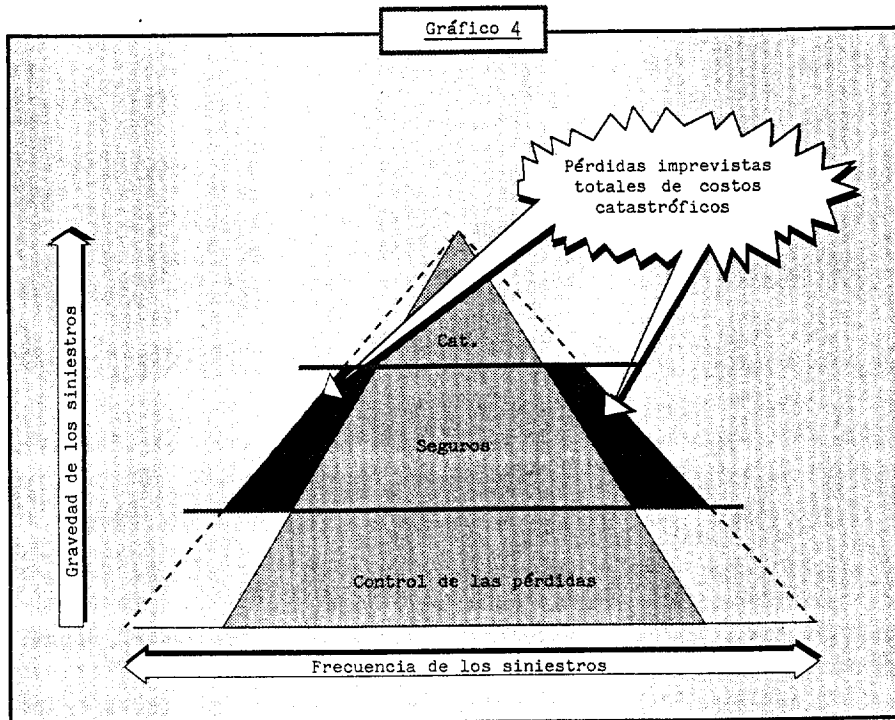 Gráfico 4
Pérdidas imprevistas
totales de costos
catastróficos
Gravedad de los siniestros
Cat.
Seguros
Control de las pérdidas
Frecuencia de los siniestros